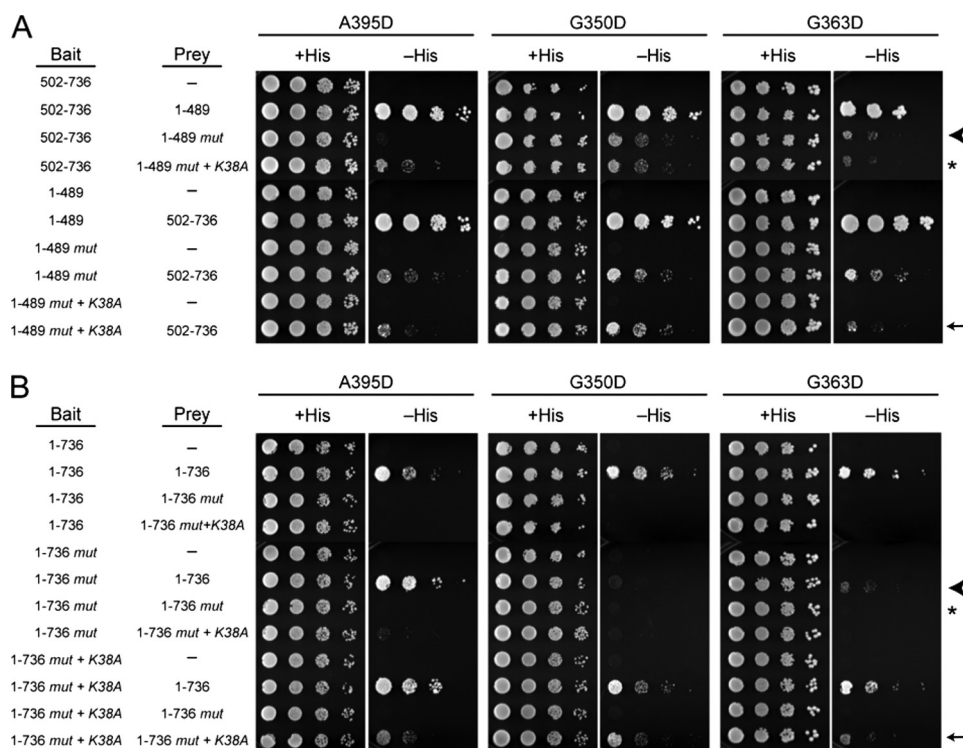 A
A395D G350D G363D
Bait Prey +His –His +His –His +His –His
502-736 –
502-736 1-489
502-736 1-489 mut
502-736 1-489 mut + K38A *
1-489 –
1-489 502-736
1-489 mut –
1-489 mut 502-736
1-489 mut + K38A –
1-489 mut + K38A 502-736
B
A395D G350D G363D
Bait Prey +His –His +His –His +His –His
1-736 –
1-736 1-736
1-736 1-736 mut
1-736 1-736 mut+K38A
1-736 mut –
1-736 mut 1-736
1-736 mut 1-736 mut *
1-736 mut 1-736 mut + K38A
1-736 mut + K38A –
1-736 mut + K38A 1-736
1-736 mut + K38A 1-736 mut
1-736 mut + K38A 1-736 mut + K38A